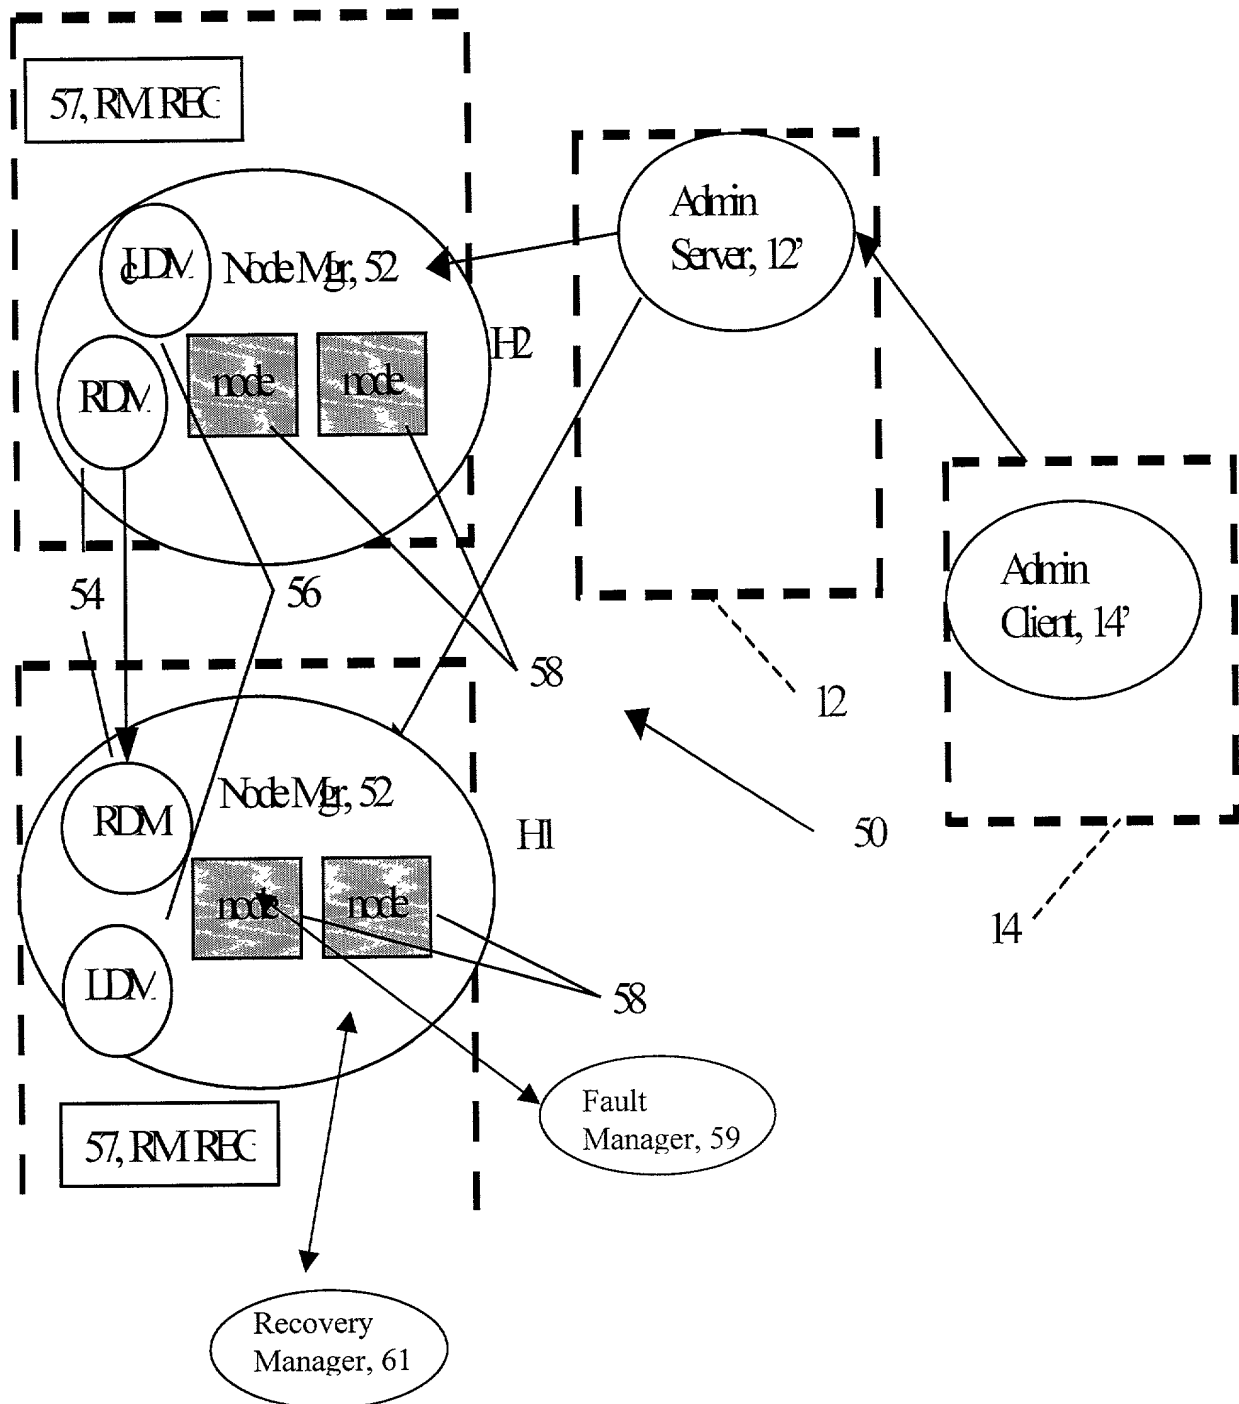 57, RM REC
LDM
Node Mgr, 52
RDM
node
node
H2
Admin
Server, 12'
Admin
Client, 14'
54
56
58
12
50
14
Node Mgr, 52
RDM
H1
node
node
LDM
58
Fault
Manager, 59
57, RM REC
Recovery
Manager, 61